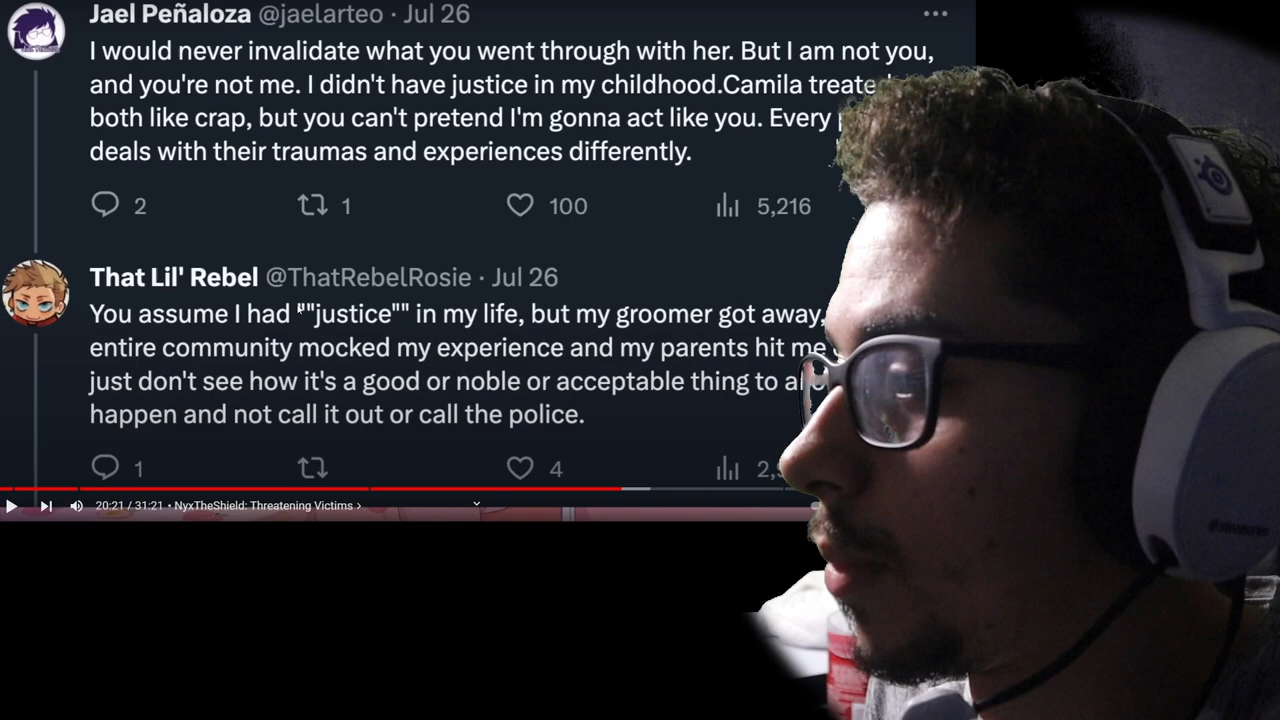 Jael Peñaloza @jaelarteo · Jul 26
I would never invalidate what you went through with her. But I am not you,
and you're not me. I didn't have justice in my childhood.Camila
both like crap, but you can't pretend I'm gonna act like you. Every
deals with their traumas and experiences differently.
2 1 100 5,216
That Lil' Rebel @ThatRebelRosie · Jul 26
You assume I had ""justice"" in my life, but my groomer got away,
entire community mocked my experience and my parents hit me
just don't see how it's a good or noble or acceptable thing to
happen and not call it out or call the police.
1 4
20:21 / 31:21 • NyxTheShield: Threatening Victims >